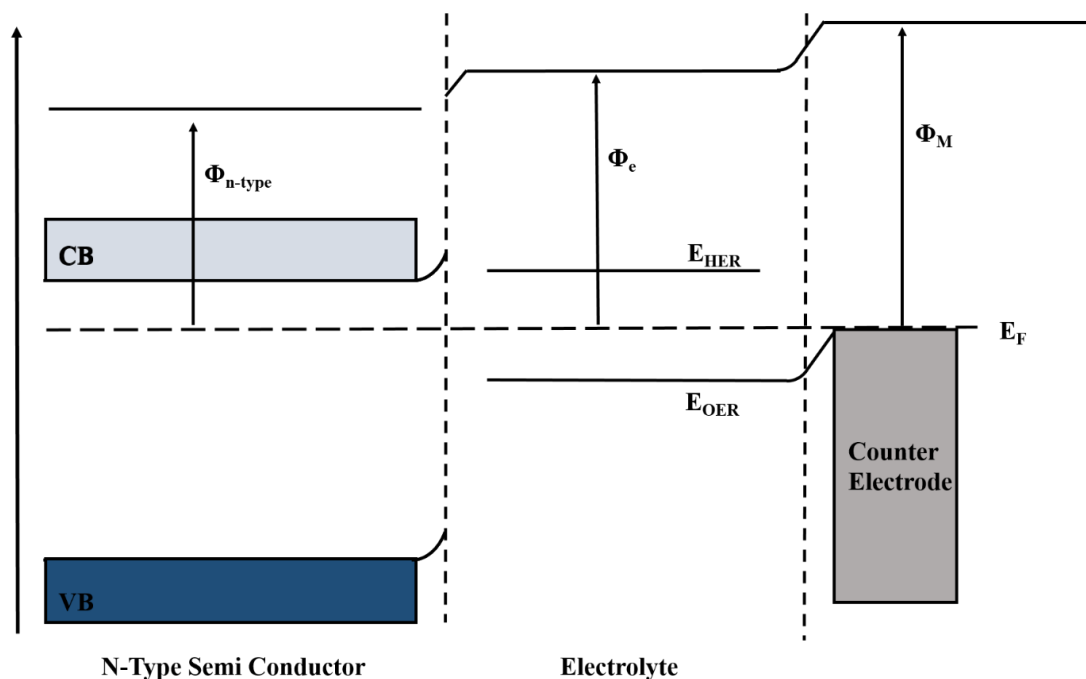 Φn-type
Φe
ΦM
CB
EHER
EF
EOER
Counter
Electrode
VB
N-Type Semi Conductor
Electrolyte